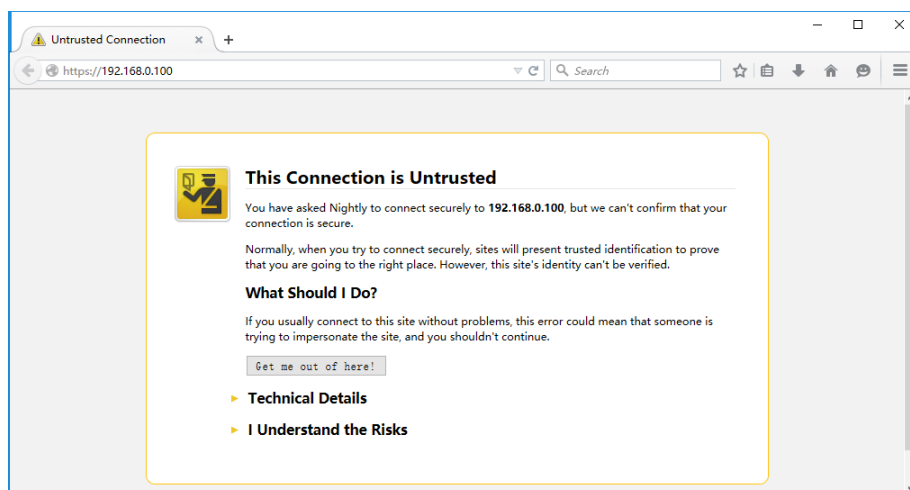 Untrusted Connection
https://192.168.0.100
Search
This Connection is Untrusted
You have asked Nightly to connect securely to 192.168.0.100, but we can't confirm that your
connection is secure.
Normally, when you try to connect securely, sites will present trusted identification to prove
that you are going to the right place. However, this site's identity can't be verified.
What Should I Do?
If you usually connect to this site without problems, this error could mean that someone is
trying to impersonate the site, and you shouldn't continue.
Get me out of here!
Technical Details
I Understand the Risks